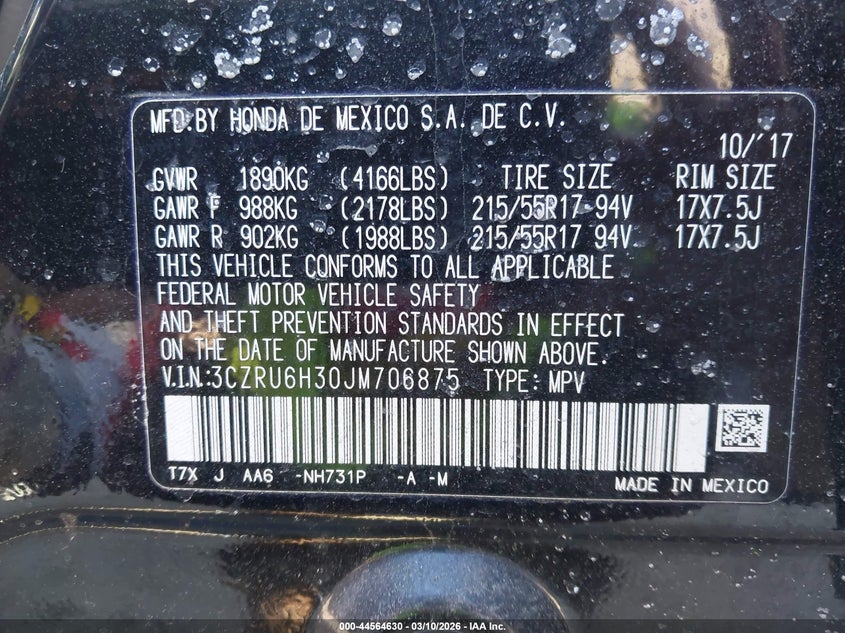 MFD.BY HONDA DE MEXICO S.A. DE C.V.
10/'17
GVWR 1890KG (4166LBS) TIRE SIZE RIM SIZE
GAWR F 988KG (2178LBS) 215/55R17 94V 17X7.5J
GAWR R 902KG (1988LBS) 215/55R17 94V 17X7.5J
THIS VEHICLE CONFORMS TO ALL APPLICABLE
FEDERAL MOTOR VEHICLE SAFETY
AND THEFT PREVENTION STANDARDS IN EFFECT
ON THE DATE OF MANUFACTURE SHOWN ABOVE.
V.I.N:3CZRU6H30JM706875 TYPE: MPV
T7X J AA6 -NH731P -A -M
MADE IN MEXICO
000-44564630 - 03/10/2026 - IAA Inc.